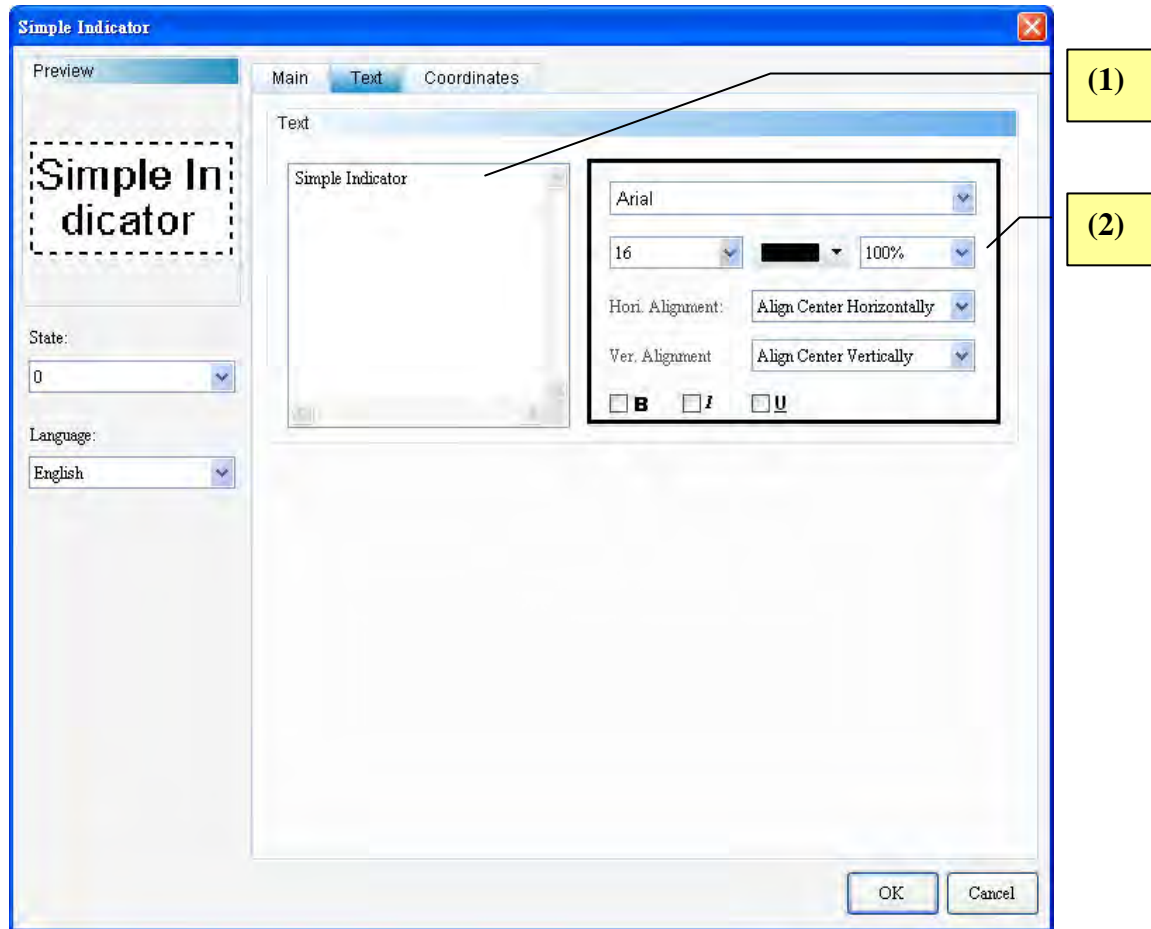 Simple Indicator
Preview
Simple In
dicator
State:
0
Language:
English
Main Text Coordinates
Text
Simple Indicator
Arial
16 100%
Hori. Alignment: Align Center Horizontally
Ver. Alignment Align Center Vertically
B I U
OK Cancel
(1)
(2)